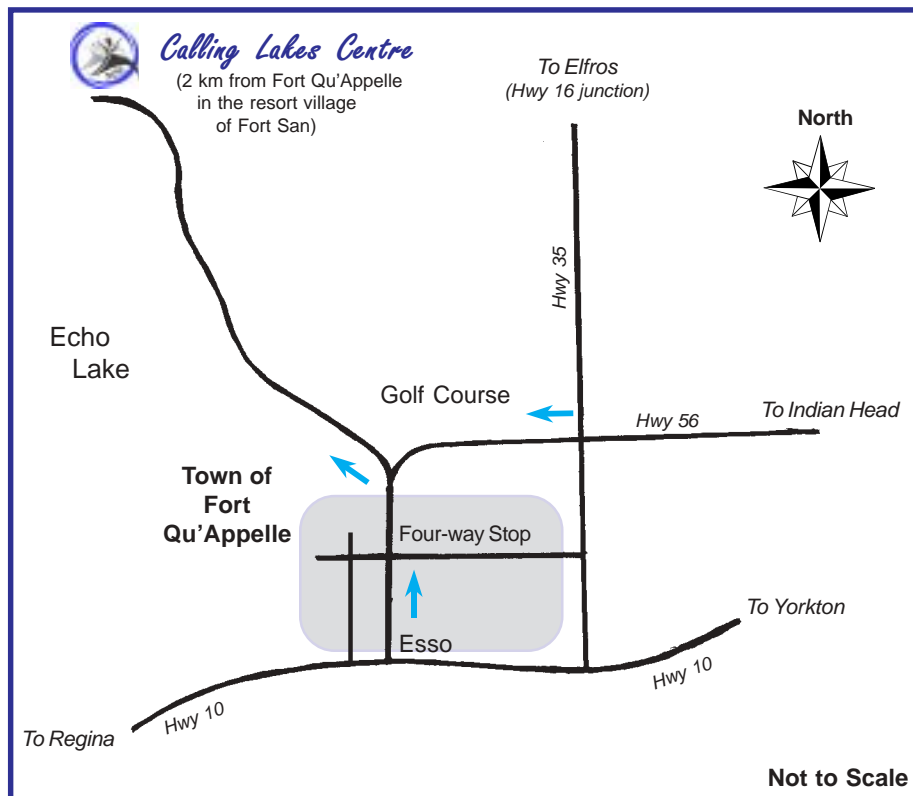 Calling Lakes Centre
(2 km from Fort Qu'Appelle
in the resort village
of Fort San)
To Elfros
(Hwy 16 junction)
North
Hwy 35
Echo
Lake
Golf Course
To Indian Head
Hwy 56
Town of
Fort
Qu'Appelle
Four-way Stop
Esso
To Yorkton
Hwy 10
Hwy 10
To Regina
Not to Scale